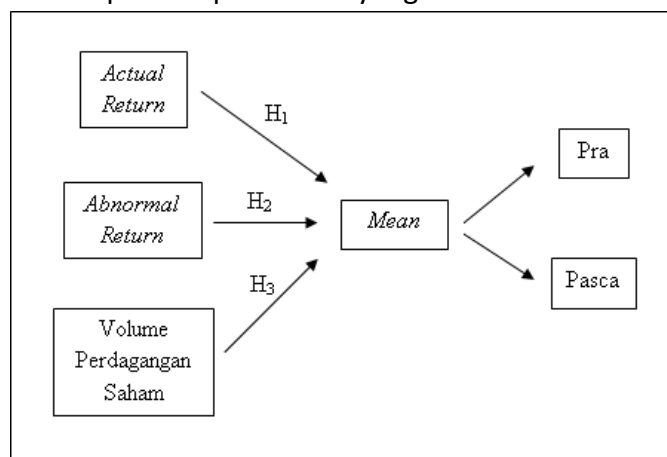 Actual
Return
H₁
Pra
Abnormal
Return
H₂
Mean
H₃
Pasca
Volume
Perdagangan
Saham